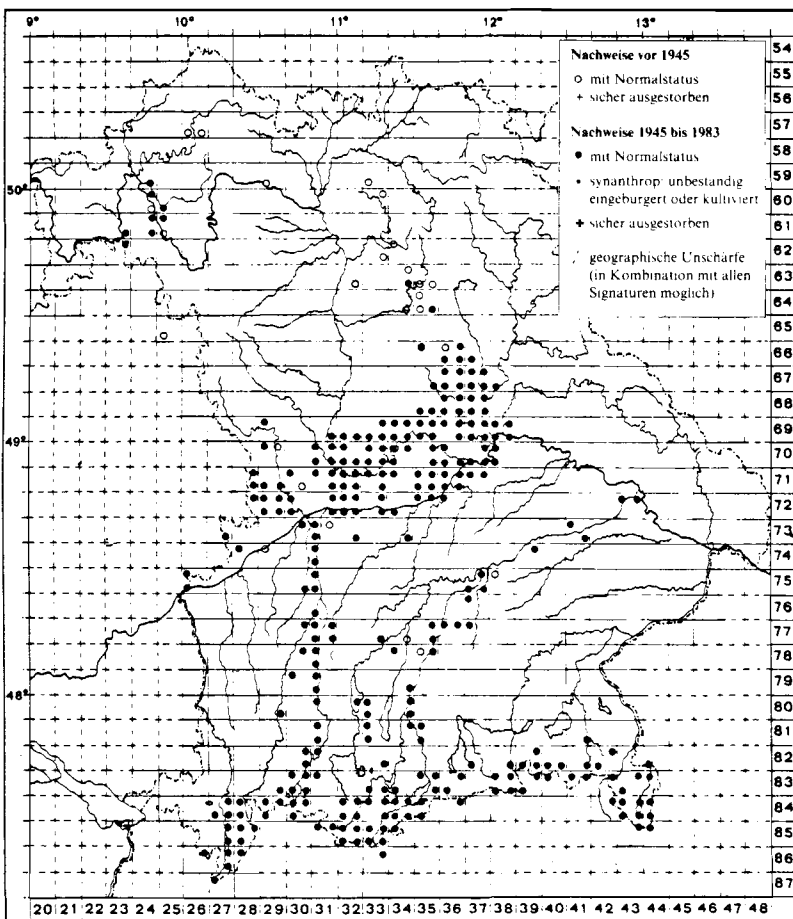 9° 10° 11° 12° 13°
54
55
56
57
58
59
60
61
62
63
64
65
66
67
68
69
70
71
72
73
74
75
76
77
78
79
80
81
82
83
84
85
86
87
50°
49°
48°
Nachweise vor 1945
○ mit Normalstatus
+ sicher ausgestorben
Nachweise 1945 bis 1983
● mit Normalstatus
• synanthrop: unbeständig
eingeburgert oder kultiviert
+ sicher ausgestorben
/ geographische Unschärfe
(in Kombination mit allen
Signaturen moglich)
20 21 22 23 24 25 26 27 28 29 30 31 32 33 34 35 36 37 38 39 40 41 42 43 44 45 46 47 48